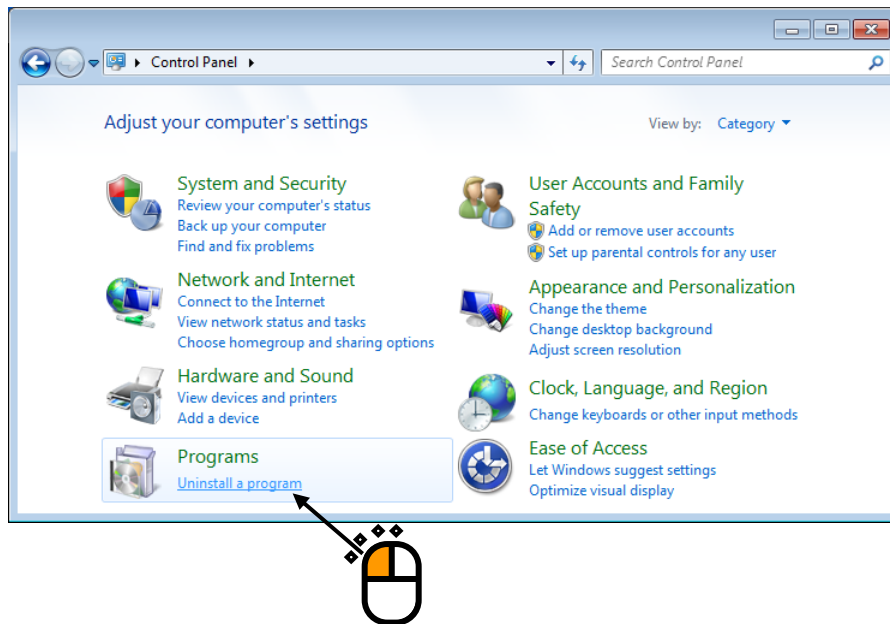 Control Panel
Search Control Panel
Adjust your computer's settings
View by: Category
System and Security
Review your computer's status
Back up your computer
Find and fix problems
Network and Internet
Connect to the Internet
View network status and tasks
Choose homegroup and sharing options
Hardware and Sound
View devices and printers
Add a device
Programs
Uninstall a program
User Accounts and Family
Safety
Add or remove user accounts
Set up parental controls for any user
Appearance and Personalization
Change the theme
Change desktop background
Adjust screen resolution
Clock, Language, and Region
Change keyboards or other input methods
Ease of Access
Let Windows suggest settings
Optimize visual display